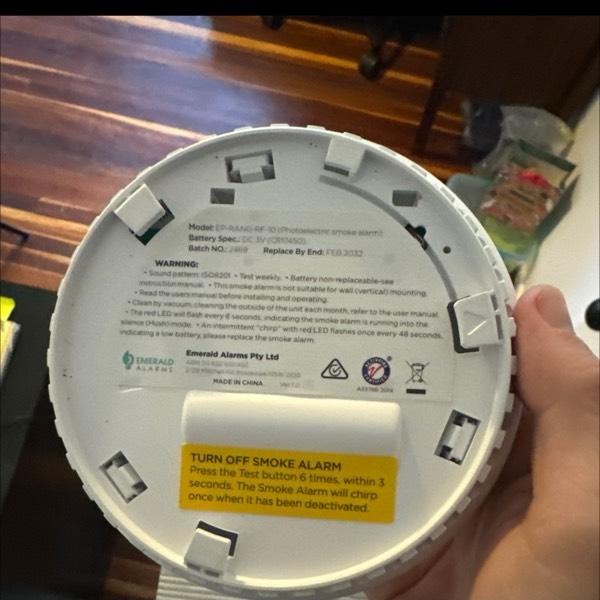 Model: EP-RANG-RF-10 (Photoelectric smoke alarm)
Battery Spec.: DC 3V (CR17450)
Batch NO.: 2469 Replace By End: FEB.2032
WARNING:
• Sound pattern: ISO8201 • Test weekly. • Battery non-replaceable-see
instruction manual. • This smoke alarm is not suitable for wall (vertical) mounting.
• Read the users manual before installing and operating.
• Clean by vacuum, cleaning the outside of the unit each month, refer to the user manual.
• The red LED will flash every 8 seconds, indicating the smoke alarm is running into the
silence (Hush) mode. • An intermittent "chirp" with red LED flashes once every 48 seconds,
indicating a low battery, please replace the smoke alarm.
EMERALD
ALARMS
Emerald Alarms Pty Ltd
MADE IN CHINA Ver 1.0
AS3786:2014
TURN OFF SMOKE ALARM
Press the Test button 6 times, within 3
seconds. The Smoke Alarm will chirp
once when it has been deactivated.